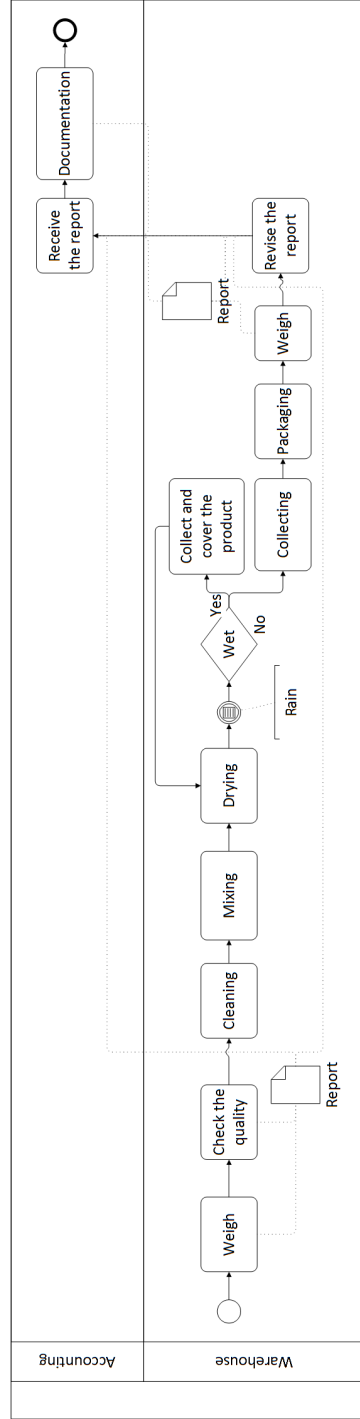 Accounting
Warehouse
Weigh
Check the
quality
Report
Cleaning
Mixing
Drying
Rain
Wet
Yes
No
Collect and
cover the
product
Collecting
Packaging
Weigh
Report
Revise the
report
Receive
the report
Documentation